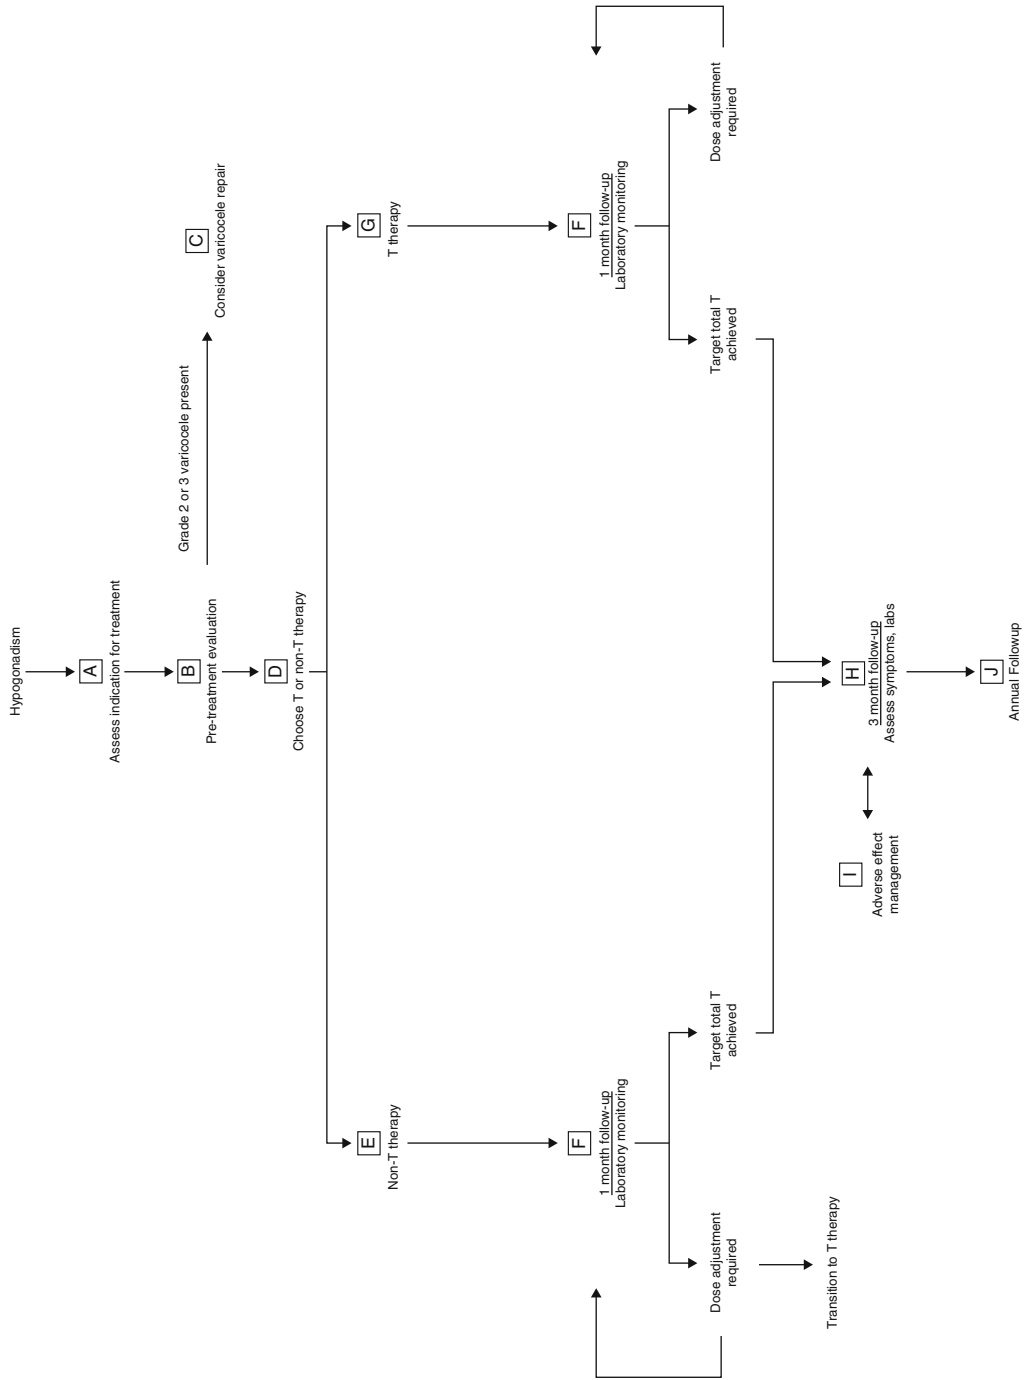 Hypogonadism
A
Assess indication for treatment
B
Pre-treatment evaluation
Grade 2 or 3 varicocele present
C
Consider varicocele repair
D
Choose T or non-T therapy
E
Non-T therapy
G
T therapy
F
1 month follow-up
Laboratory monitoring
F
1 month follow-up
Laboratory monitoring
Dose adjustment
required
Target total T
achieved
Target total T
achieved
Dose adjustment
required
Transition to T therapy
I
Adverse effect
management
H
3 month follow-up
Assess symptoms, labs
J
Annual Followup